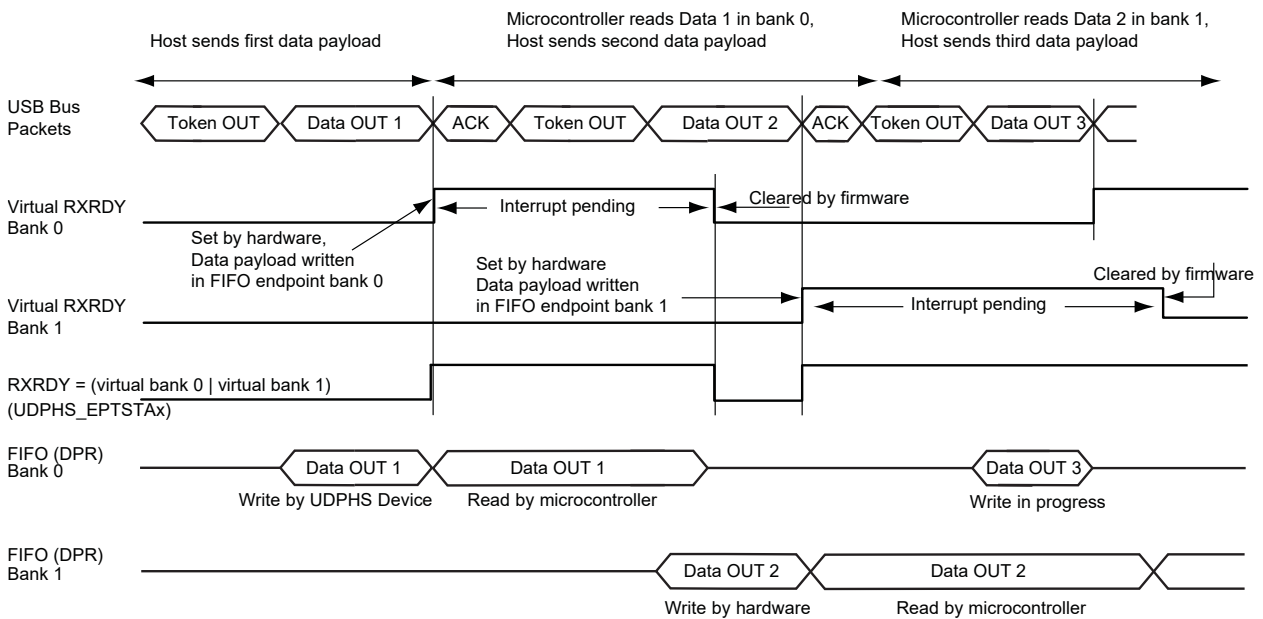 Host sends first data payload
Microcontroller reads Data 1 in bank 0,
Host sends second data payload
Microcontroller reads Data 2 in bank 1,
Host sends third data payload
USB Bus
Packets
Token OUT
Data OUT 1
ACK
Token OUT
Data OUT 2
ACK
Token OUT
Data OUT 3
Virtual RXRDY
Bank 0
Interrupt pending
Cleared by firmware
Set by hardware,
Data payload written
in FIFO endpoint bank 0
Set by hardware
Data payload written
in FIFO endpoint bank 1
Cleared by firmware
Virtual RXRDY
Bank 1
Interrupt pending
RXRDY = (virtual bank 0 | virtual bank 1)
(UDPHS_EPTSTAx)
FIFO (DPR)
Bank 0
Data OUT 1
Data OUT 1
Data OUT 3
Write by UDPHS Device
Read by microcontroller
Write in progress
FIFO (DPR)
Bank 1
Data OUT 2
Data OUT 2
Write by hardware
Read by microcontroller